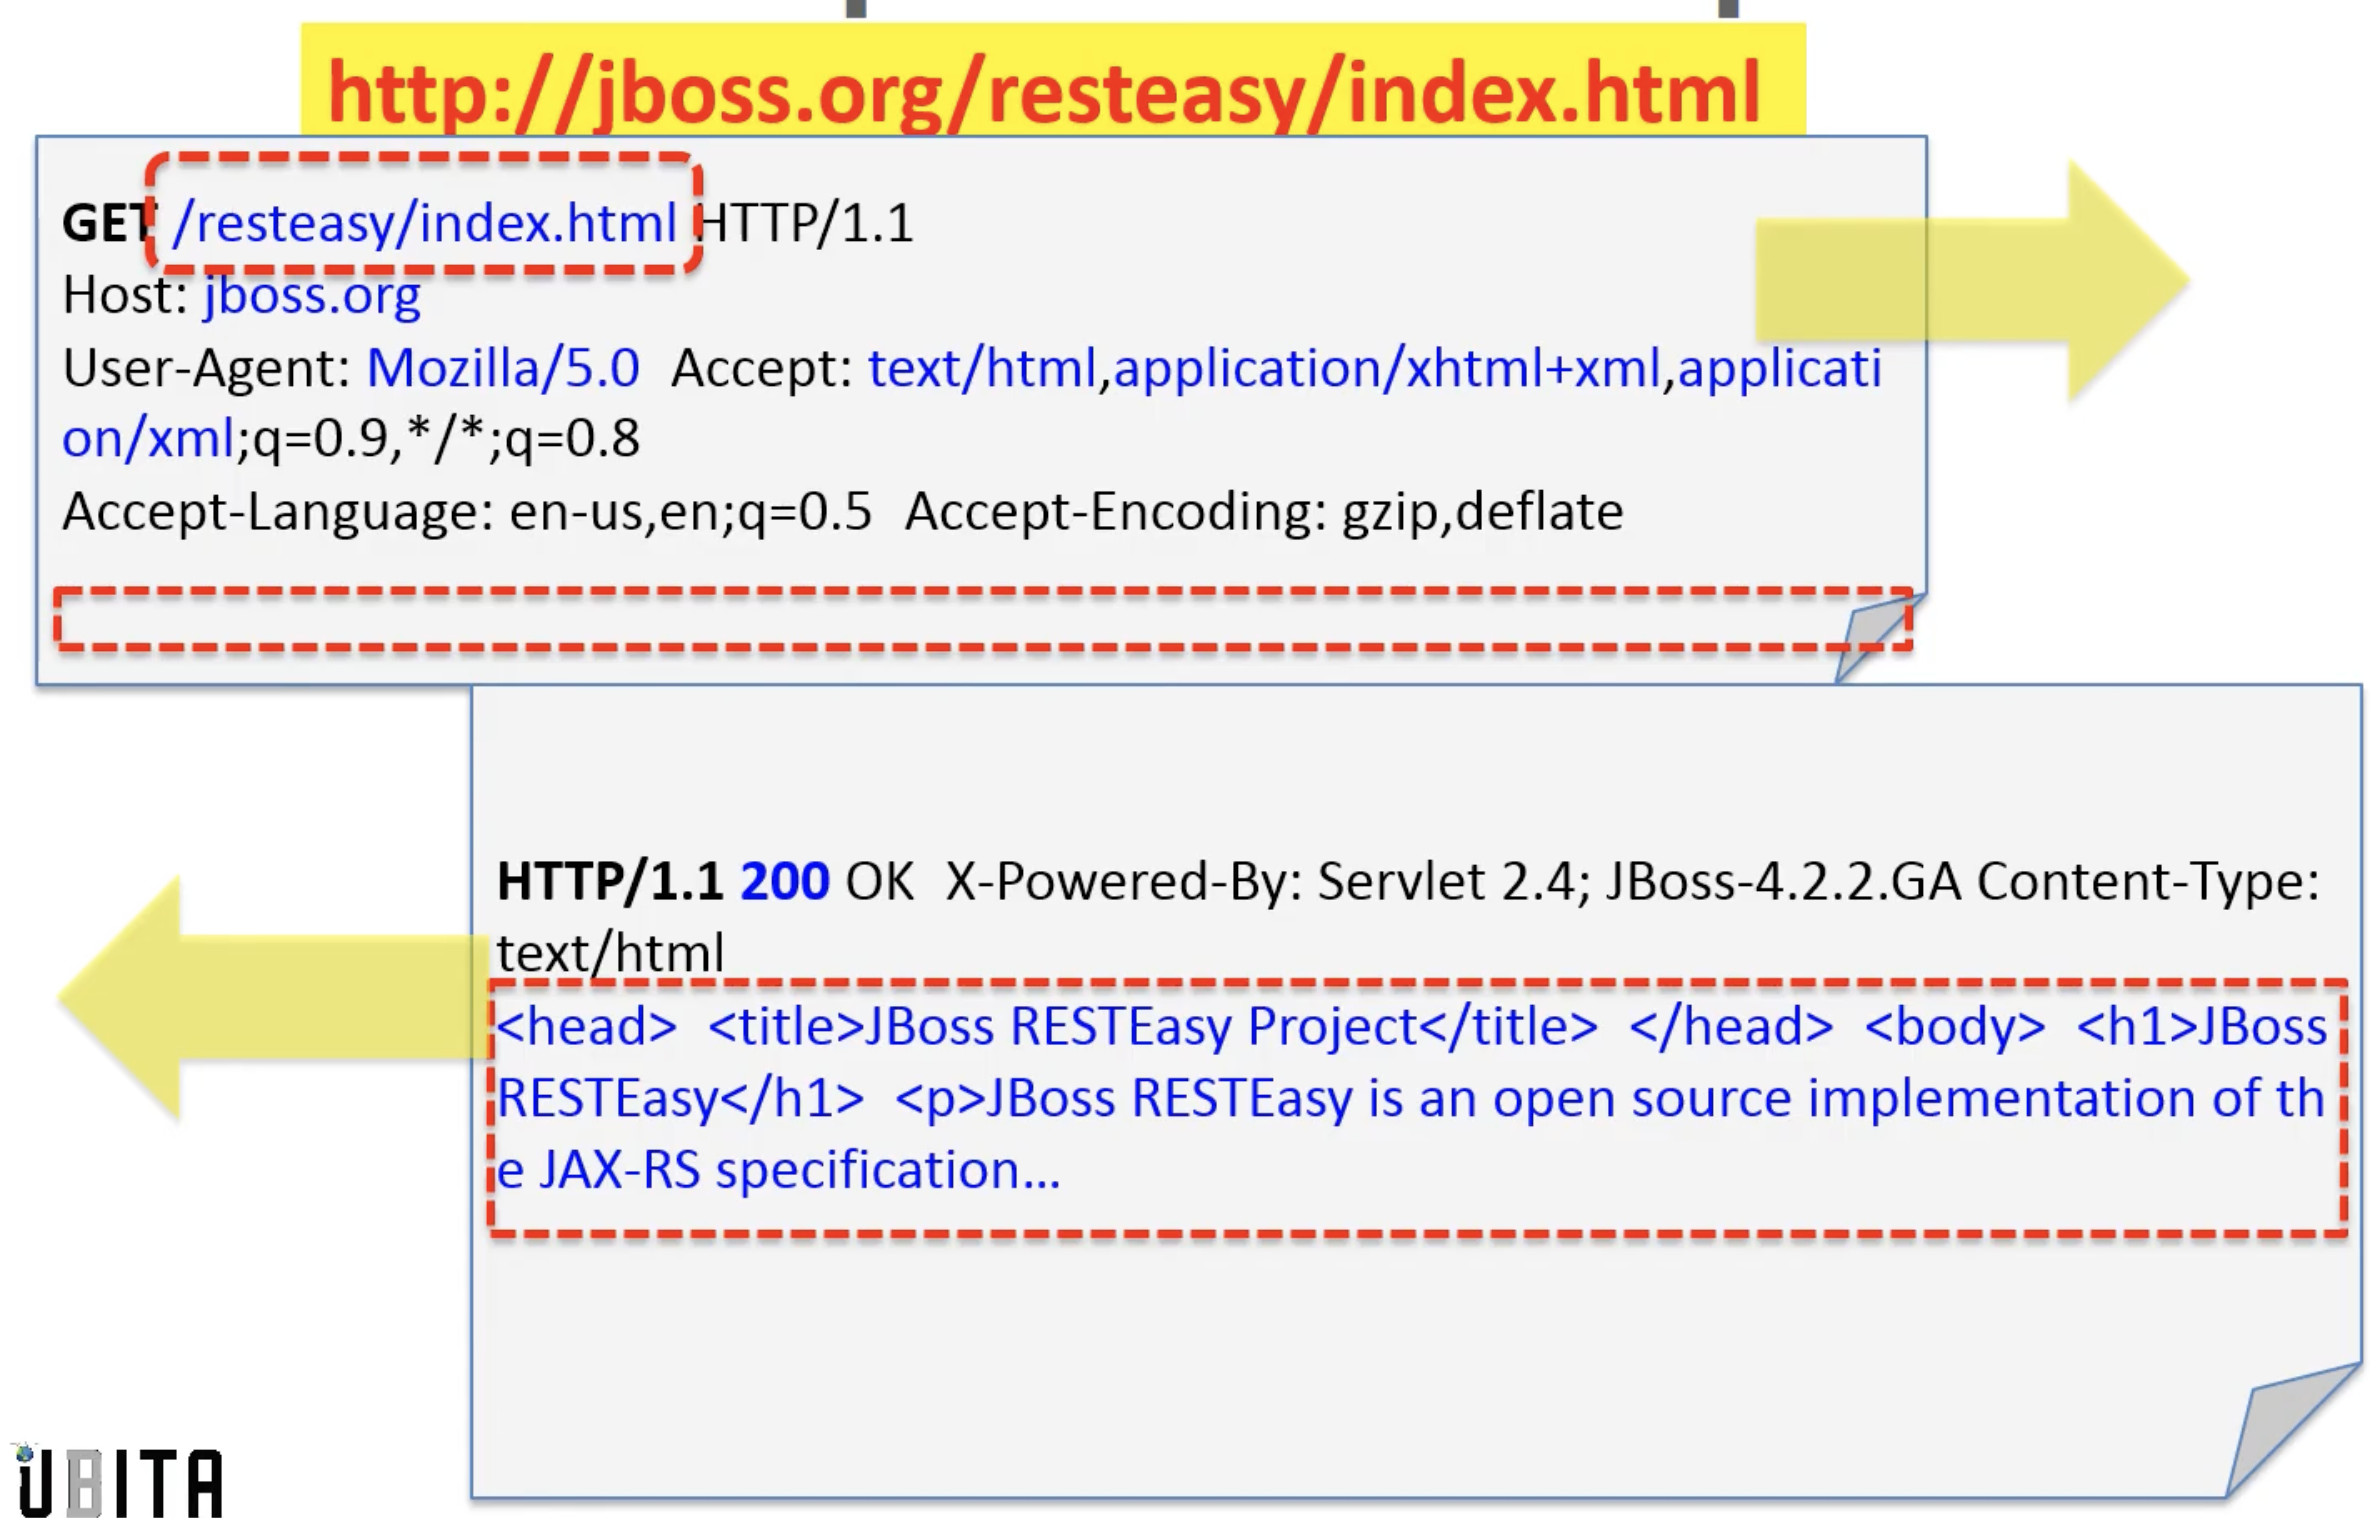 http://jboss.org/resteasy/index.html
GET /resteasy/index.html HTTP/1.1
Host: jboss.org
User-Agent: Mozilla/5.0  Accept: text/html,application/xhtml+xml,applicati
on/xml;q=0.9,*/*;q=0.8
Accept-Language: en-us,en;q=0.5  Accept-Encoding: gzip,deflate
HTTP/1.1 200 OK  X-Powered-By: Servlet 2.4; JBoss-4.2.2.GA Content-Type:
text/html
<head>  <title>JBoss RESTEasy Project</title>  </head>  <body>  <h1>JBoss
RESTEasy</h1>  <p>JBoss RESTEasy is an open source implementation of th
e JAX-RS specification...
UBITA